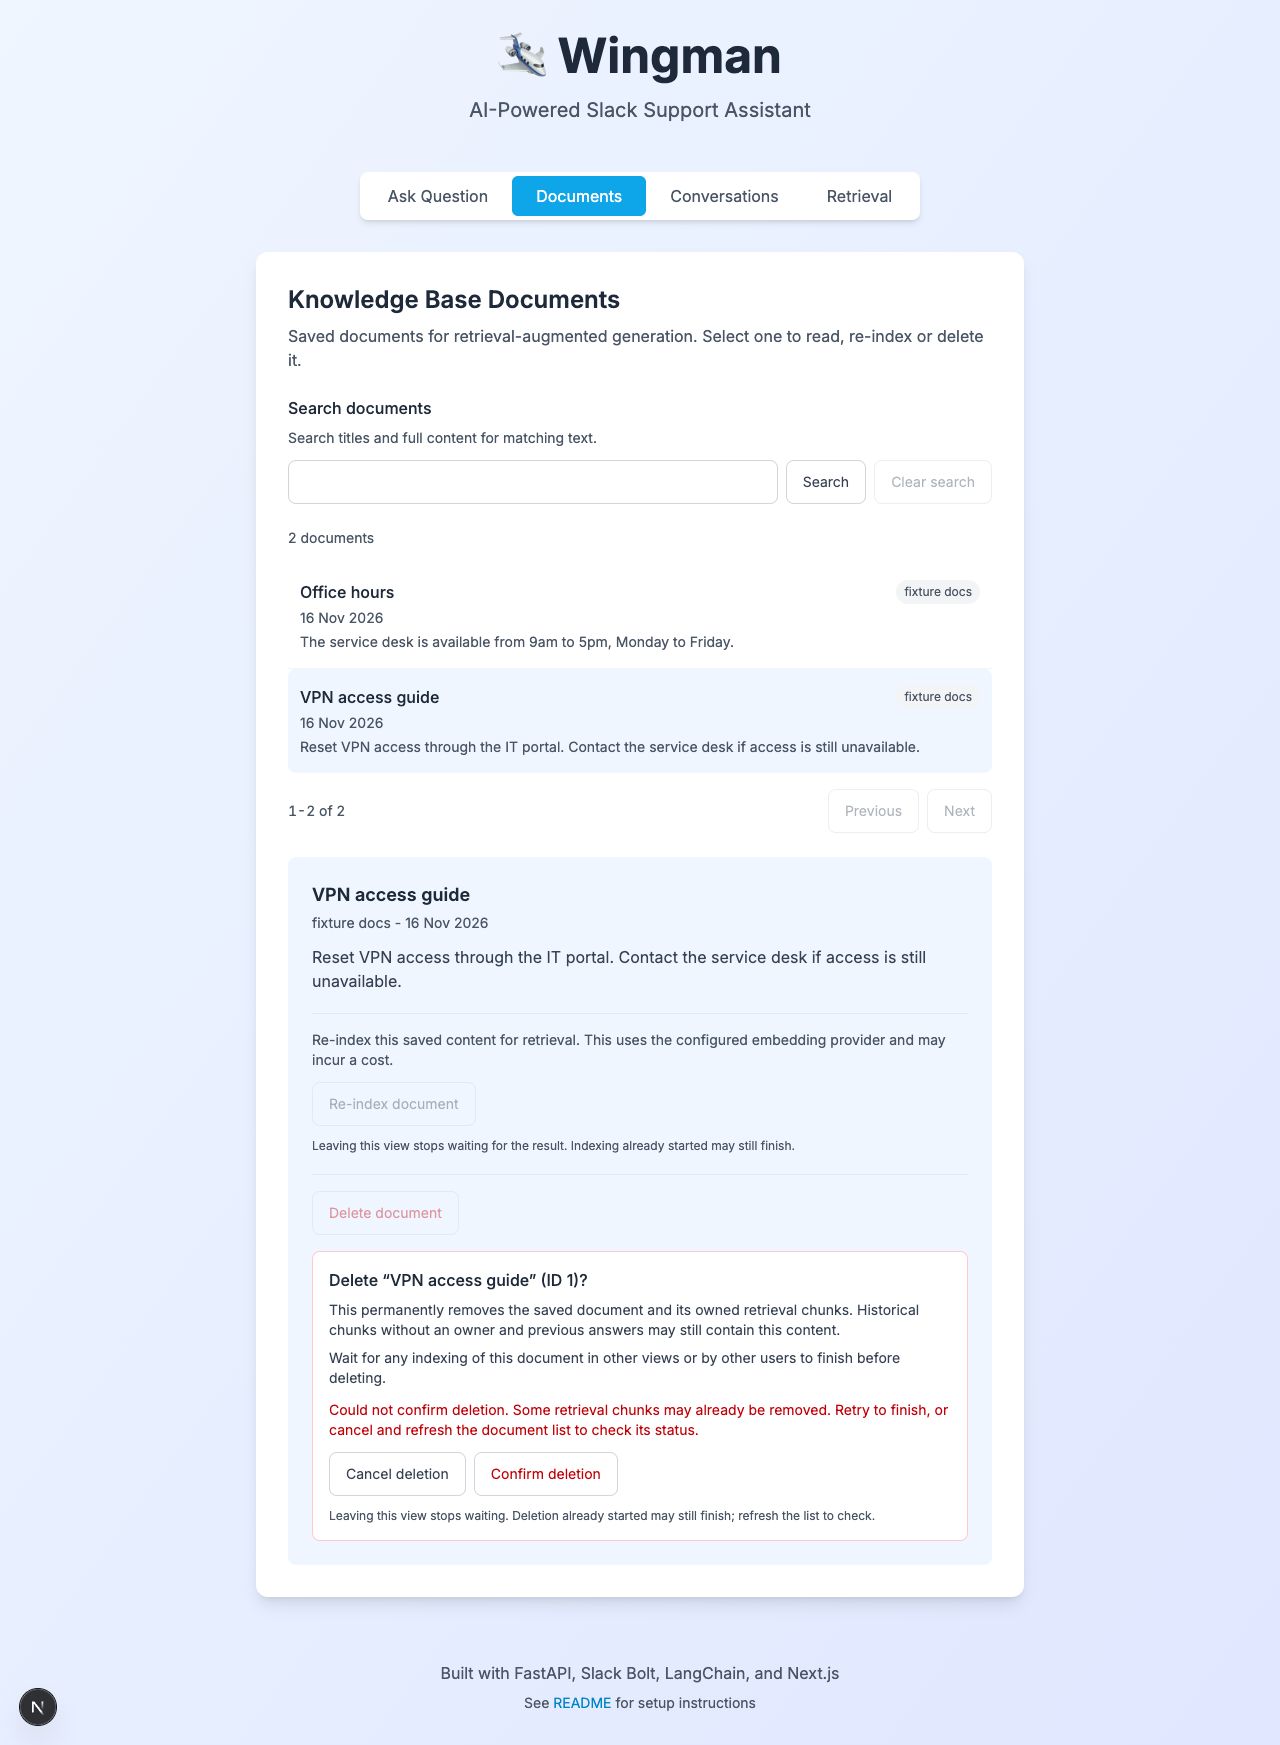 Wingman
AI-Powered Slack Support Assistant
Ask Question
Documents
Conversations
Retrieval
Knowledge Base Documents
Saved documents for retrieval-augmented generation. Select one to read, re-index or delete
it.
Search documents
Search titles and full content for matching text.
Search
Clear search
2 documents
Office hours
fixture docs
16 Nov 2026
The service desk is available from 9am to 5pm, Monday to Friday.
VPN access guide
fixture docs
16 Nov 2026
Reset VPN access through the IT portal. Contact the service desk if access is still unavailable.
1-2 of 2
Previous
Next
VPN access guide
fixture docs - 16 Nov 2026
Reset VPN access through the IT portal. Contact the service desk if access is still
unavailable.
Re-index this saved content for retrieval. This uses the configured embedding provider and may
incur a cost.
Re-index document
Leaving this view stops waiting for the result. Indexing already started may still finish.
Delete document
Delete “VPN access guide” (ID 1)?
This permanently removes the saved document and its owned retrieval chunks. Historical
chunks without an owner and previous answers may still contain this content.
Wait for any indexing of this document in other views or by other users to finish before
deleting.
Could not confirm deletion. Some retrieval chunks may already be removed. Retry to finish, or
cancel and refresh the document list to check its status.
Cancel deletion
Confirm deletion
Leaving this view stops waiting. Deletion already started may still finish; refresh the list to check.
Built with FastAPI, Slack Bolt, LangChain, and Next.js
See README for setup instructions
N